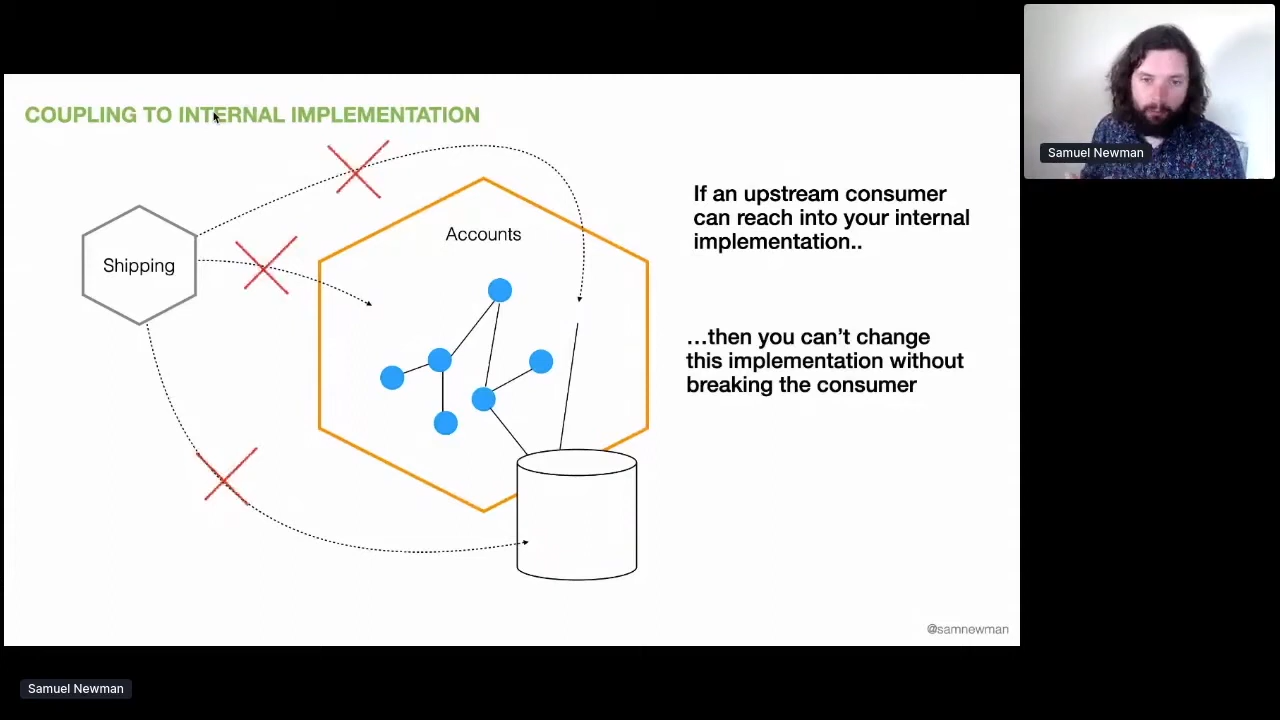 COUPLING TO INTERNAL IMPLEMENTATION
Shipping
Accounts
If an upstream consumer
can reach into your internal
implementation..
…then you can’t change
this implementation without
breaking the consumer
@samnewman
Samuel Newman
Samuel Newman